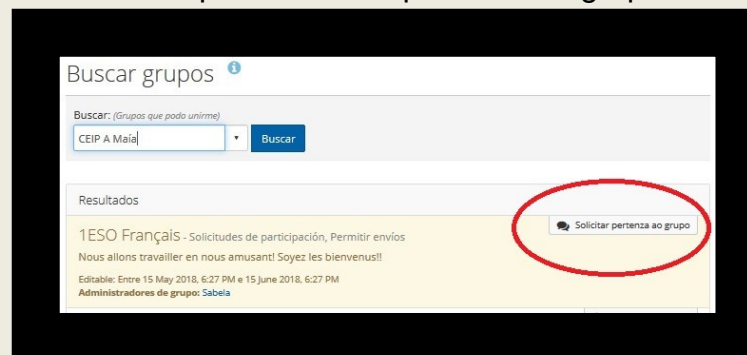 Buscar grupos
Buscar: (Grupos que podo unirme)
CEIP A Maía
Buscar
Resultados
1ESO Français - Solicitudes de participación, Permitir envíos
Solicitar pertenza ao grupo
Nous allons travailler en nous amusant! Soyez les bienvenus!!
Editable: Entre 15 May 2018, 6:27 PM e 15 June 2018, 6:27 PM
Administradores de grupo: Sabela